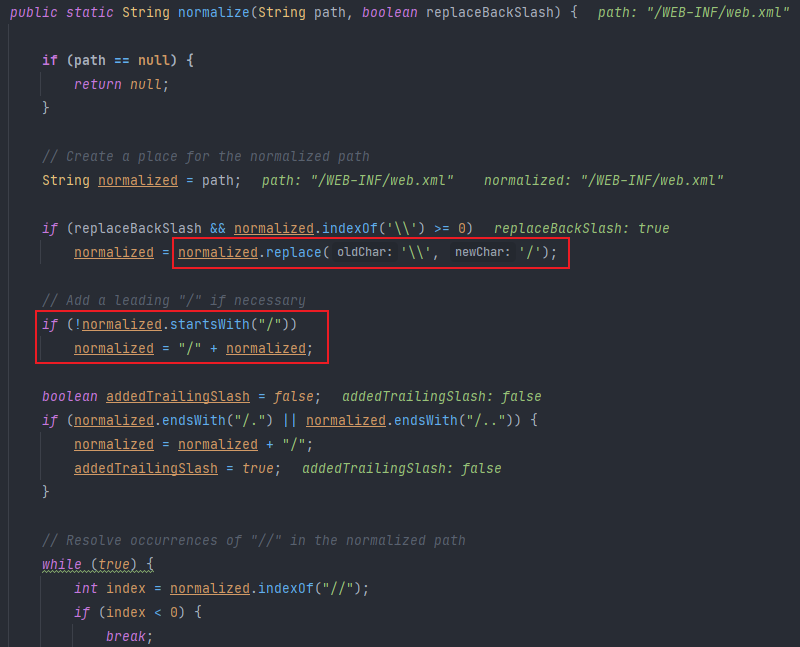 public static String normalize(String path, boolean replaceBackSlash) {   path: "/WEB-INF/web.xml"
if (path == null) {
return null;
}
// Create a place for the normalized path
String normalized = path;   path: "/WEB-INF/web.xml"    normalized: "/WEB-INF/web.xml"
if (replaceBackSlash && normalized.indexOf('\\') >= 0)   replaceBackSlash: true
normalized = normalized.replace( oldChar: '\\',  newChar: '/');
// Add a leading "/" if necessary
if (!normalized.startsWith("/"))
normalized = "/" + normalized;
boolean addedTrailingSlash = false;   addedTrailingSlash: false
if (normalized.endsWith("/.") || normalized.endsWith("/..")) {
normalized = normalized + "/";
addedTrailingSlash = true;   addedTrailingSlash: false
}
// Resolve occurrences of "//" in the normalized path
while (true) {
int index = normalized.indexOf("//");
if (index < 0) {
break;